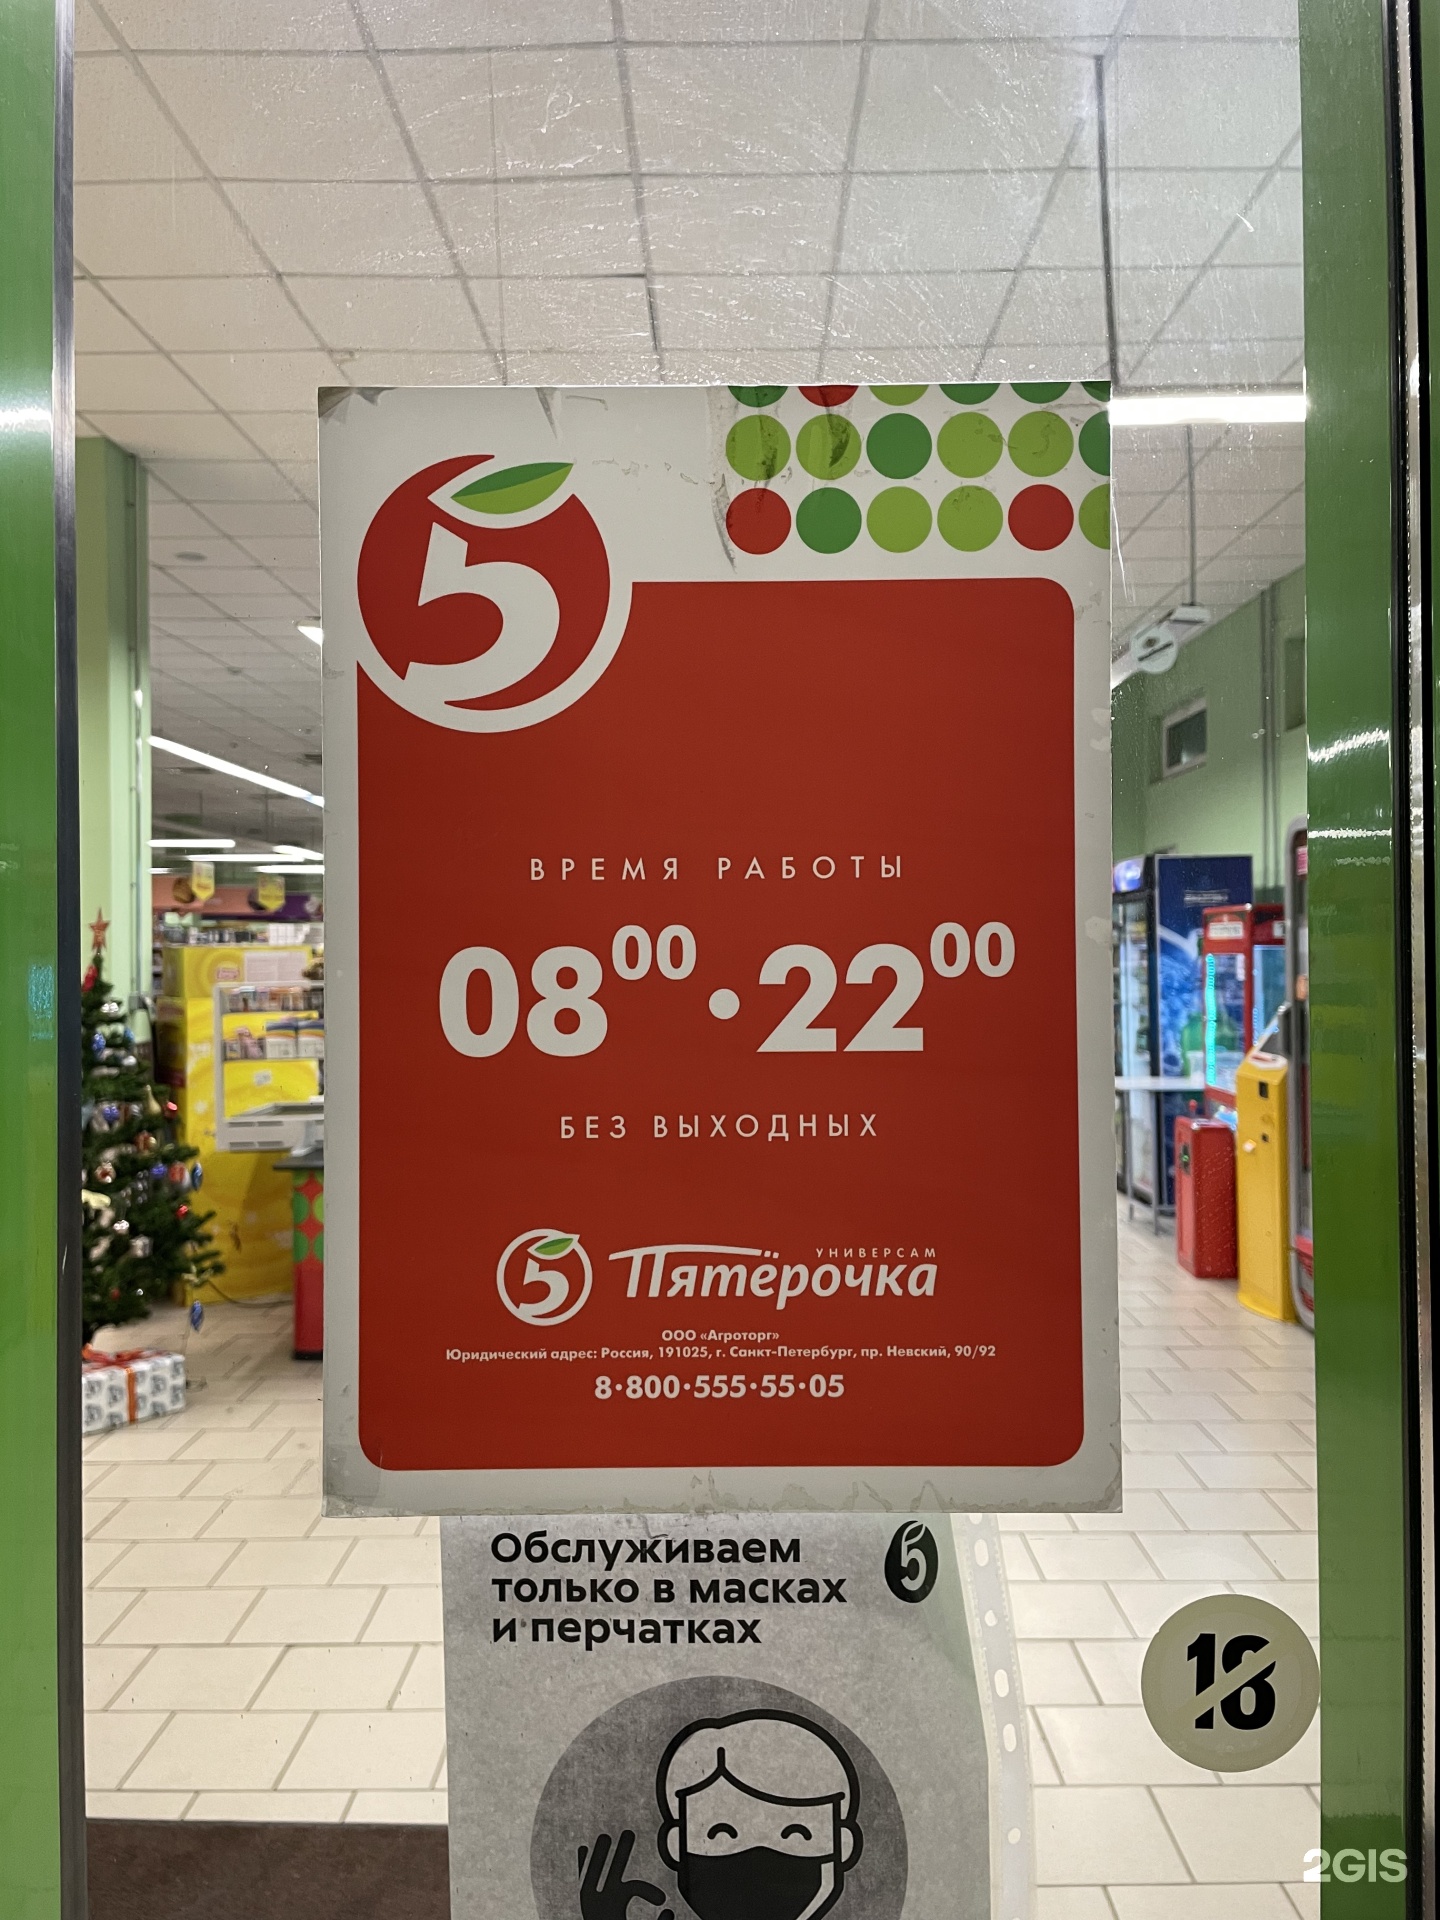 5
ВРЕМЯ РАБОТЫ
08⁰⁰·22⁰⁰
БЕЗ ВЫХОДНЫХ
5 УНИВЕРСАМ
Пятёрочка
ООО «Агроторг»
Юридический адрес: Россия, 191025, г. Санкт-Петербург, пр. Невский, 90/92
8·800·555·55·05
Обслуживаем
только в масках
и перчатках
5
18
2GIS